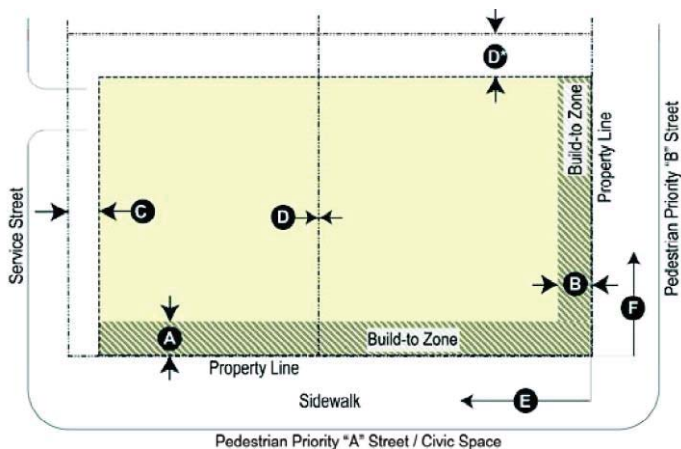 D*
Build-to Zone
Property Line
Pedestrian Priority "B" Street
Service Street
C
D
B
F
A
Build-to Zone
Property Line
Sidewalk
E
Pedestrian Priority "A" Street / Civic Space